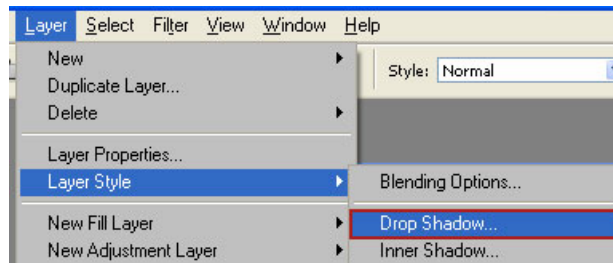 Layer Select Filter View Window Help
New
Style: Normal
Duplicate Layer...
Delete
Layer Properties...
Layer Style
Blending Options...
New Fill Layer
Drop Shadow...
New Adjustment Layer
Inner Shadow...